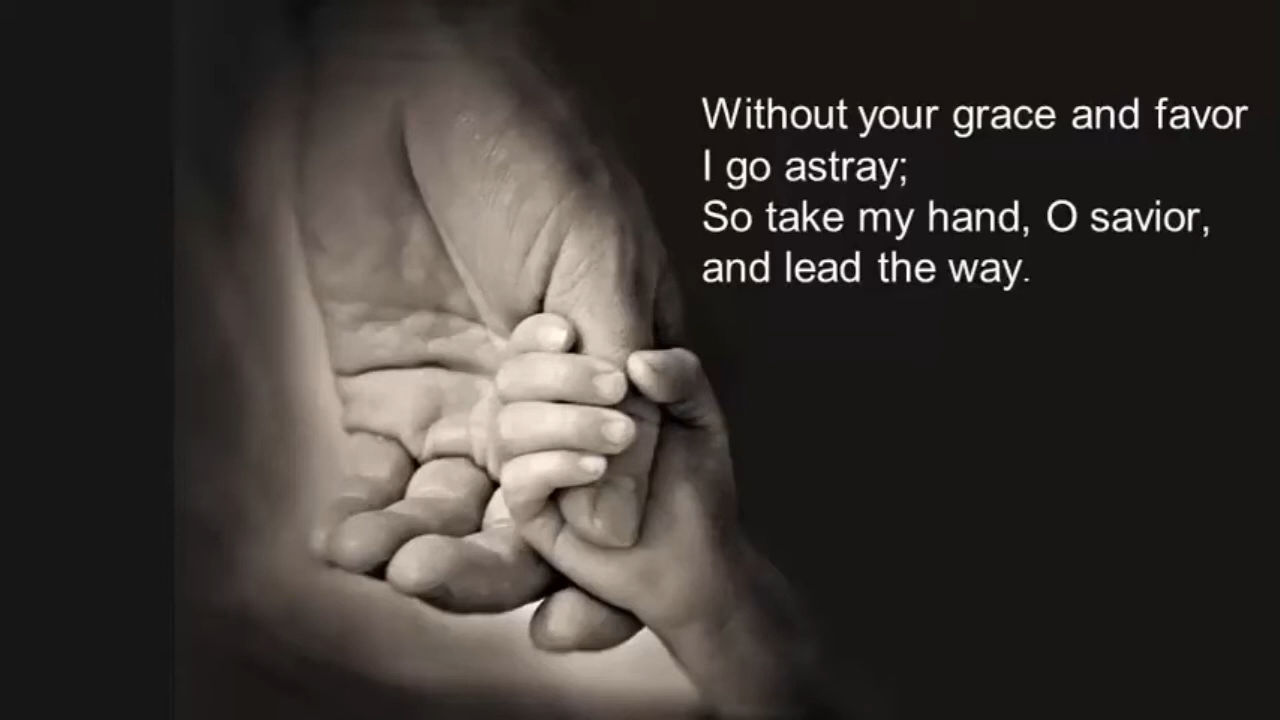 Without your grace and favor
I go astray;
So take my hand, O savior,
and lead the way.